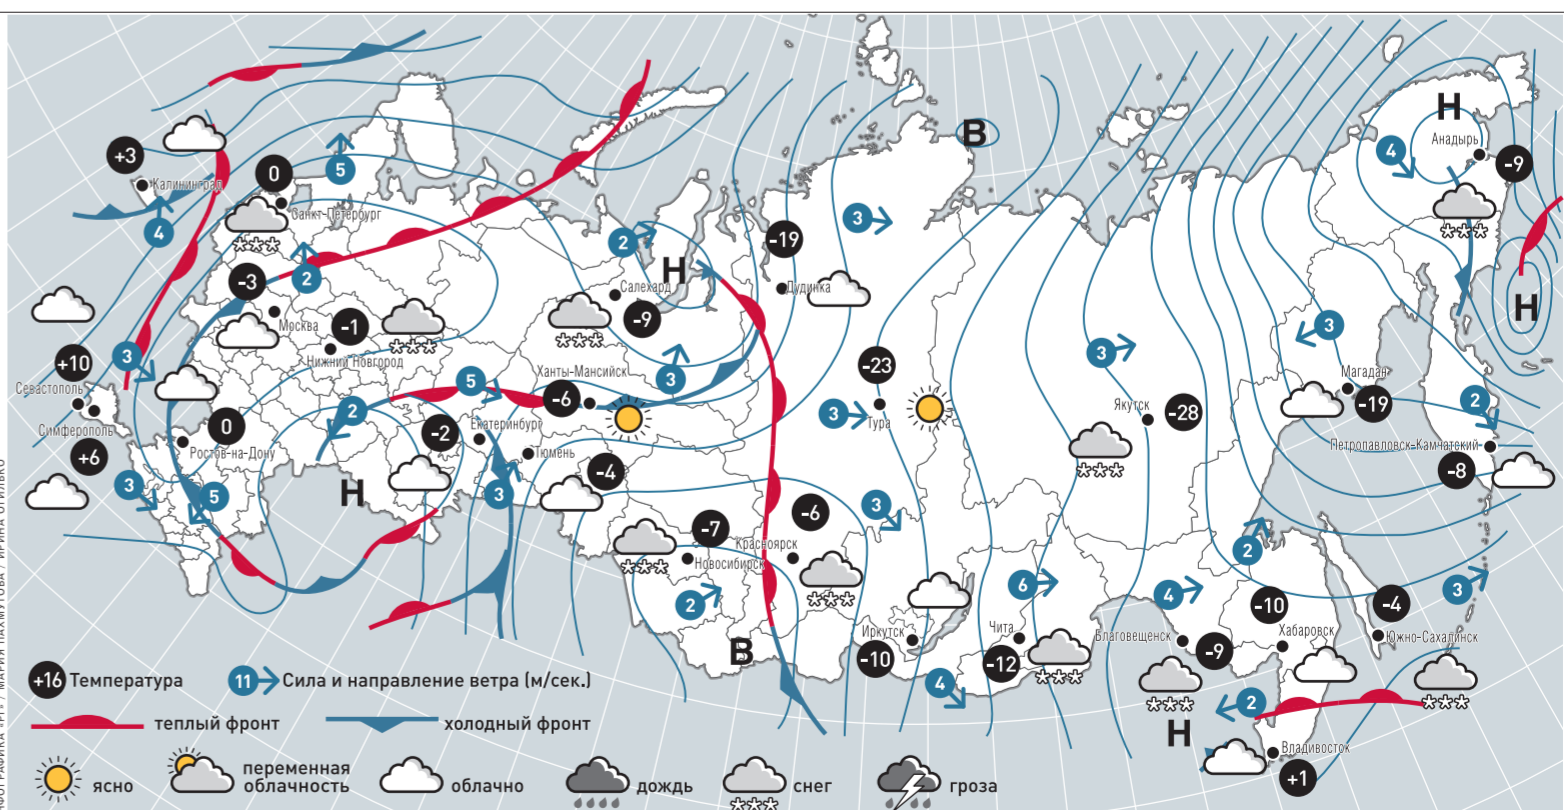 Н
В
Анадырь
4
-9
+3
Калининград
0
5
Санкт-Петербург
4
3
2
-19
Н
2
-3
Салехард
Дудинка
Н
Москва
-1
-9
3
Нижний Новгород
+10
3
Ханты-Мансийск
-23
3
Магадан
Севастополь
5
-6
3
Якутск
-28
-19
2
Симферополь
0
2
-2
Екатеринбург
3
Тура
Петропавловск-Камчатский
+6
Ростов-на-Дону
Тюмень
-8
3
5
Н
3
-4
-7
-6
3
Красноярск
Новосибирск
2
2
6
4
-10
-4
3
В
Иркутск
Чита
Благовещенск
Хабаровск
Южно-Сахалинск
-10
-12
-9
4
2
Н
Владивосток
+1
+16 Температура
11 Сила и направление ветра (м/сек.)
теплый фронт
холодный фронт
ясно
переменная
облачность
облачно
дождь
снег
гроза